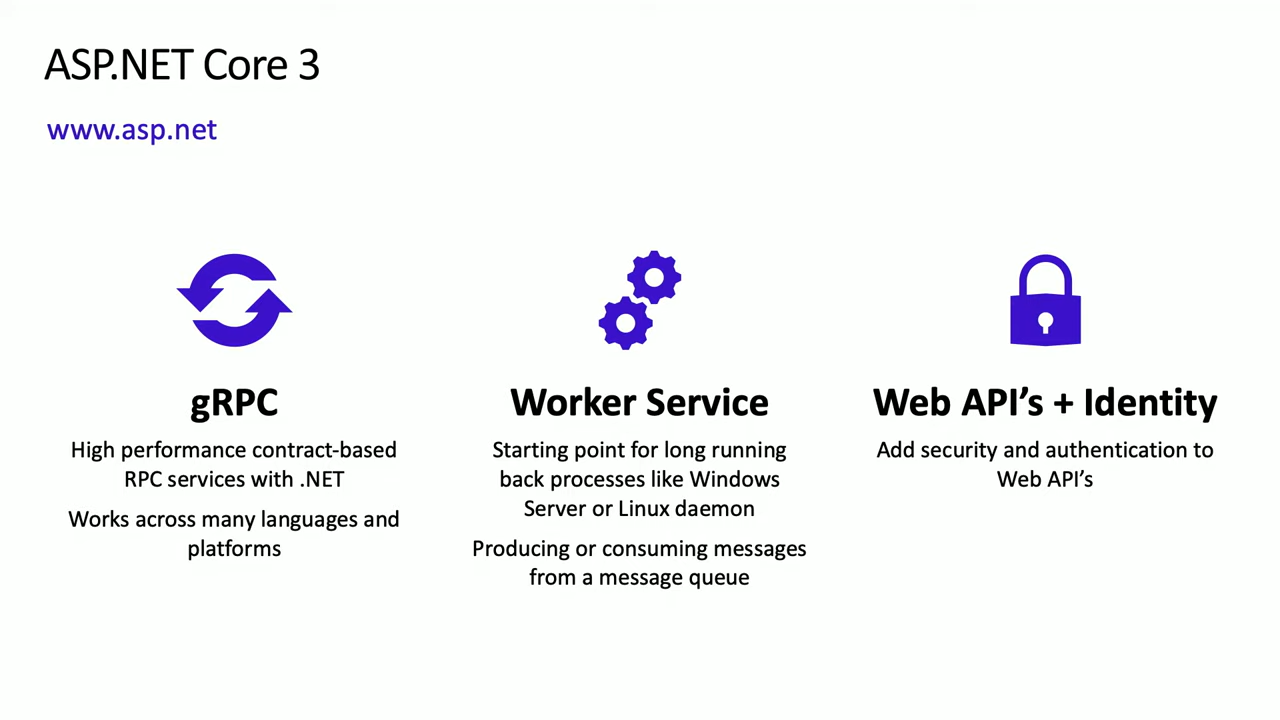 ASP.NET Core 3
www.asp.net
gRPC
High performance contract-based
RPC services with .NET
Works across many languages and
platforms
Worker Service
Starting point for long running
back processes like Windows
Server or Linux daemon
Producing or consuming messages
from a message queue
Web API’s + Identity
Add security and authentication to
Web API’s